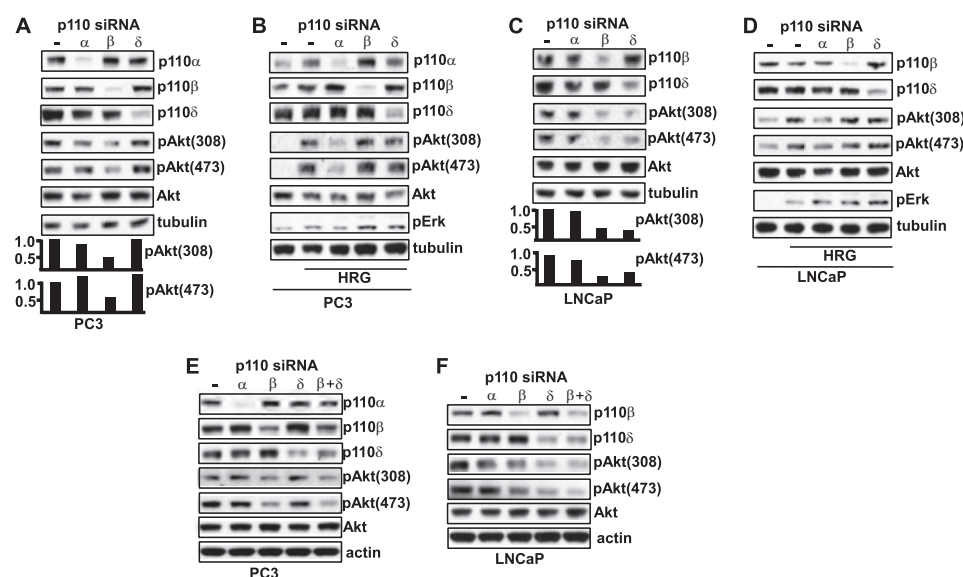 A
p110 siRNA
- α β δ
p110α
p110β
p110δ
pAkt(308)
pAkt(473)
Akt
tubulin
1.0
0.5
pAkt(308)
1.0
0.5
pAkt(473)
PC3
B
p110 siRNA
- - α β δ
p110α
p110β
p110δ
pAkt(308)
pAkt(473)
Akt
pErk
tubulin
HRG
PC3
C
p110 siRNA
- α β δ
p110β
p110δ
pAkt(308)
pAkt(473)
Akt
tubulin
1.0
0.5
pAkt(308)
1.0
0.5
pAkt(473)
LNCaP
D
p110 siRNA
- - α β δ
p110β
p110δ
pAkt(308)
pAkt(473)
Akt
pErk
tubulin
HRG
LNCaP
E
p110 siRNA
- α β δ β+δ
p110α
p110β
p110δ
pAkt(308)
pAkt(473)
Akt
actin
PC3
F
p110 siRNA
- α β δ β+δ
p110β
p110δ
pAkt(308)
pAkt(473)
Akt
actin
LNCaP